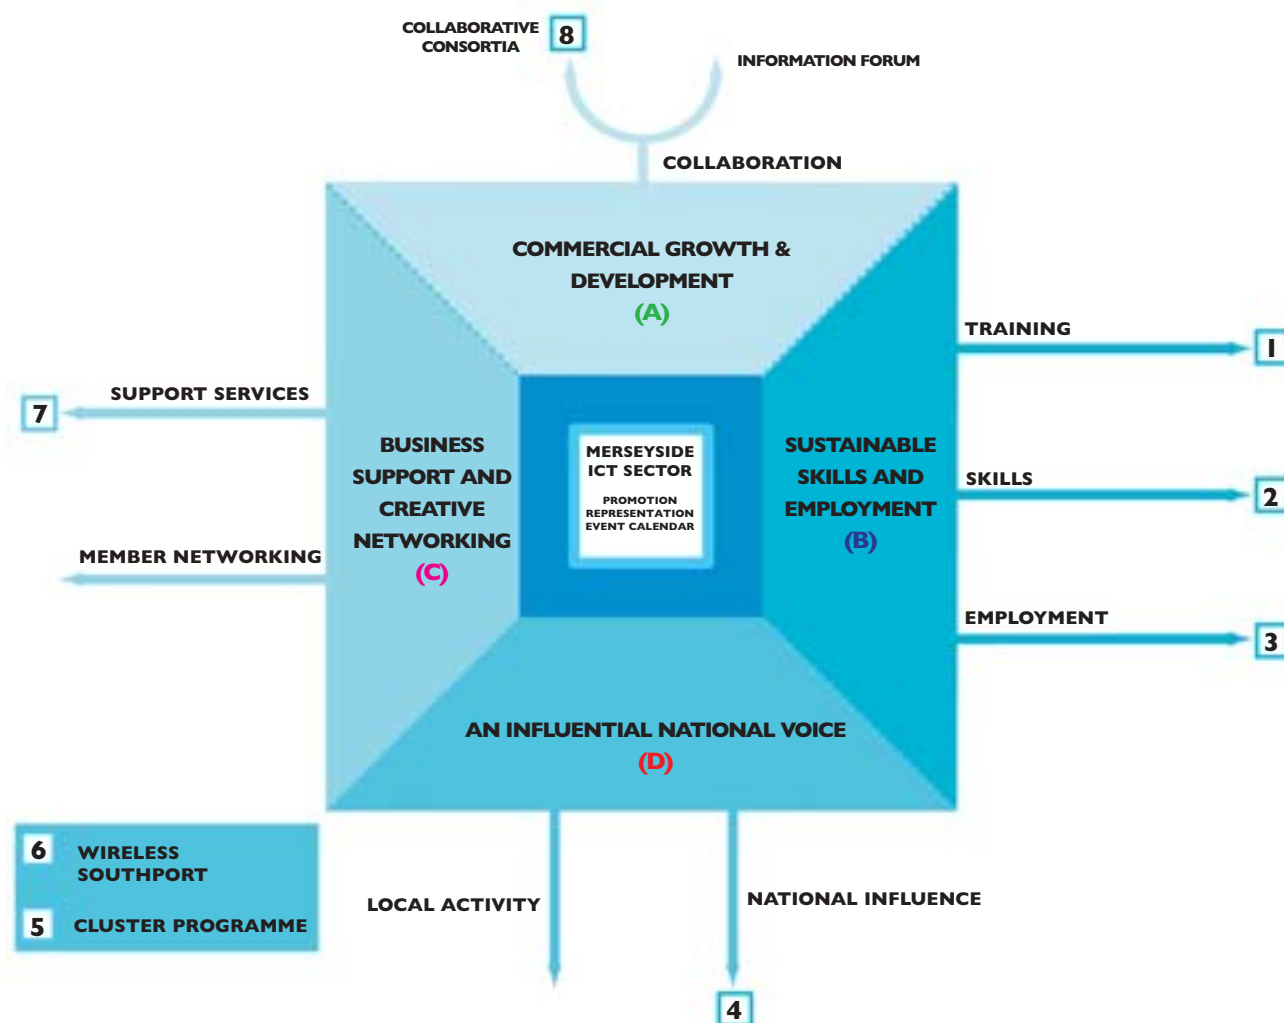 COLLABORATIVE
CONSORTIA
8
INFORMATION FORUM
COLLABORATION
COMMERCIAL GROWTH &
DEVELOPMENT
(A)
TRAINING
1
SUPPORT SERVICES
7
BUSINESS
SUPPORT AND
CREATIVE
NETWORKING
(C)
MERSEYSIDE
ICT SECTOR
PROMOTION
REPRESENTATION
EVENT CALENDAR
SUSTAINABLE
SKILLS AND
EMPLOYMENT
(B)
SKILLS
2
MEMBER NETWORKING
EMPLOYMENT
3
AN INFLUENTIAL NATIONAL VOICE
(D)
6 WIRELESS
SOUTHPORT
5 CLUSTER PROGRAMME
LOCAL ACTIVITY
NATIONAL INFLUENCE
4